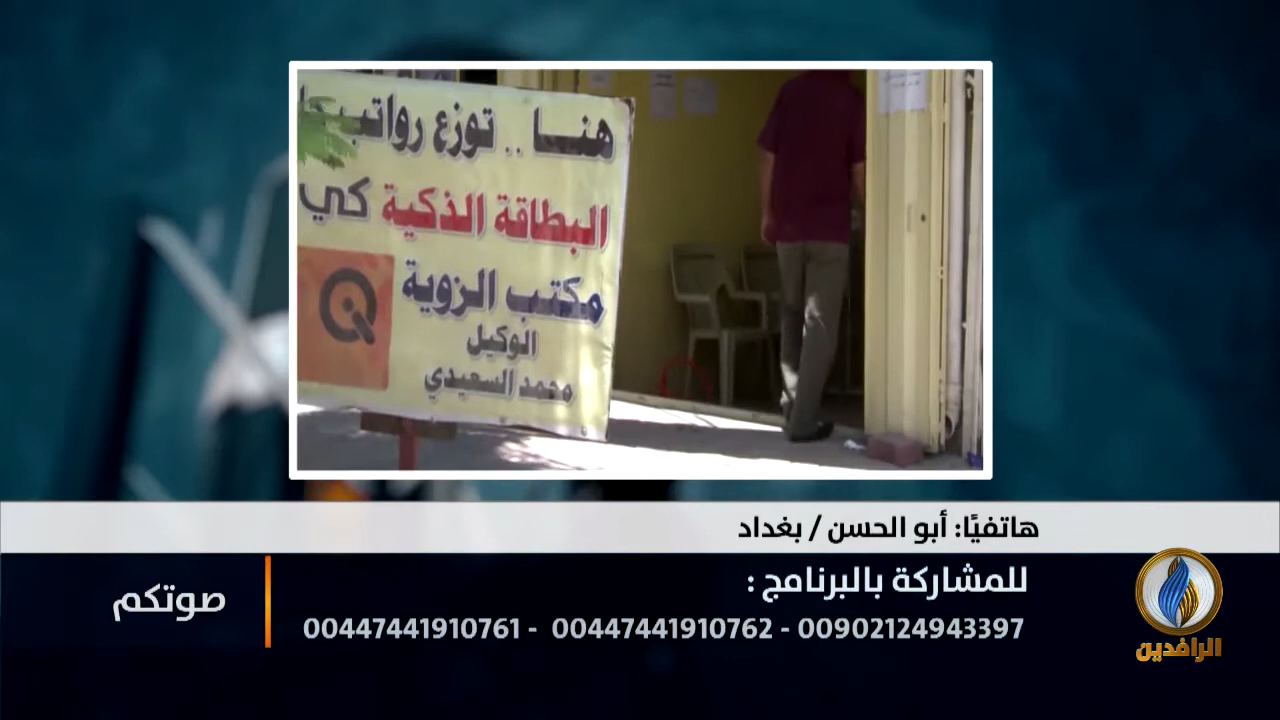 هنا .. توزع رواتب
البطاقة الذكية كي
مكتب الزوية
الوكيل
محمد السعيدي
هاتفيًا: أبو الحسن / بغداد
للمشاركة بالبرنامج :
00447441910761 - 00447441910762 - 00902124943397
صوتكم
الرافدين